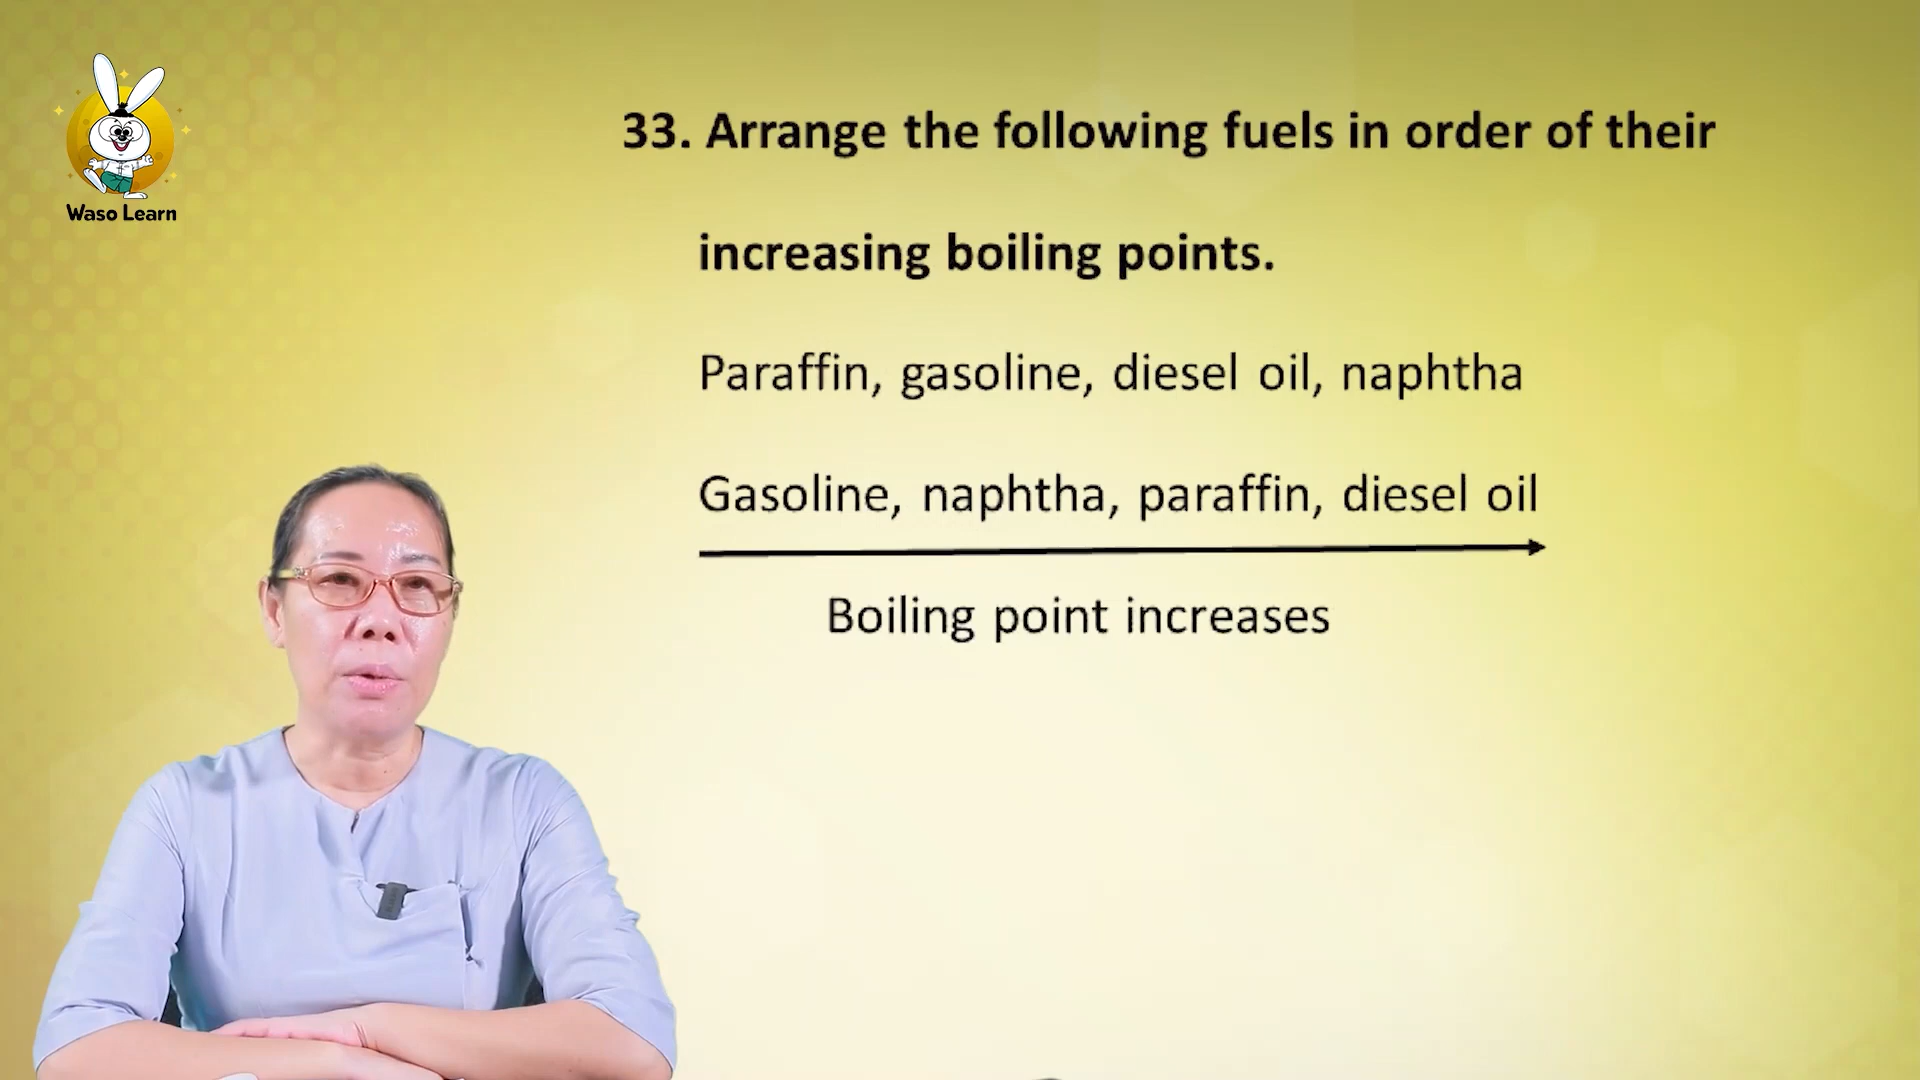 Waso Learn
33. Arrange the following fuels in order of their
increasing boiling points.
Paraffin, gasoline, diesel oil, naphtha
Gasoline, naphtha, paraffin, diesel oil
Boiling point increases